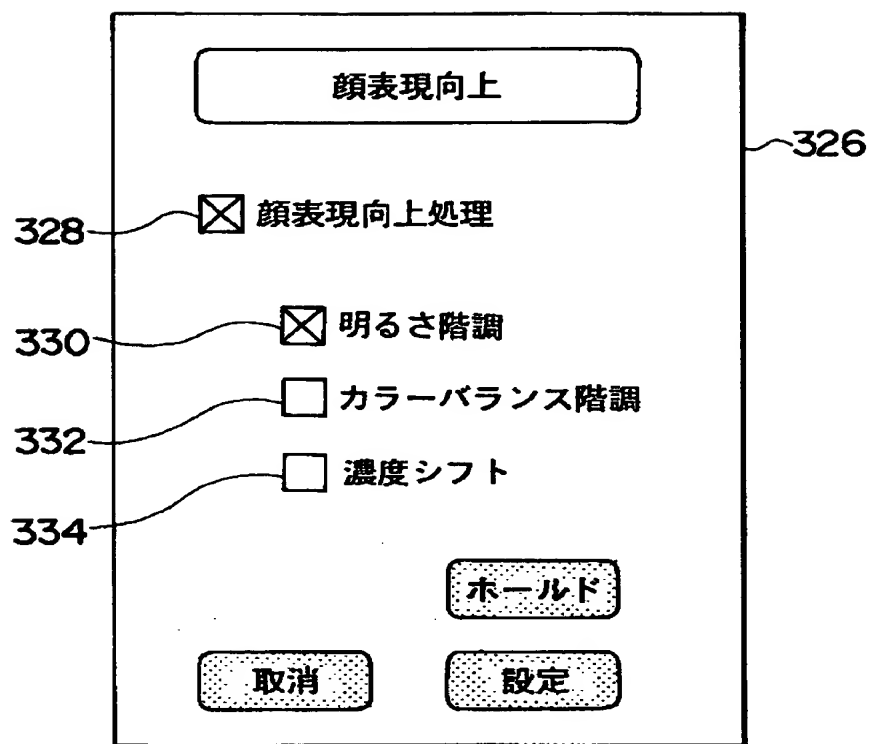 顔表現向上
326
328
顔表現向上処理
330
明るさ階調
332
カラーバランス階調
334
濃度シフト
ホールド
取消
設定